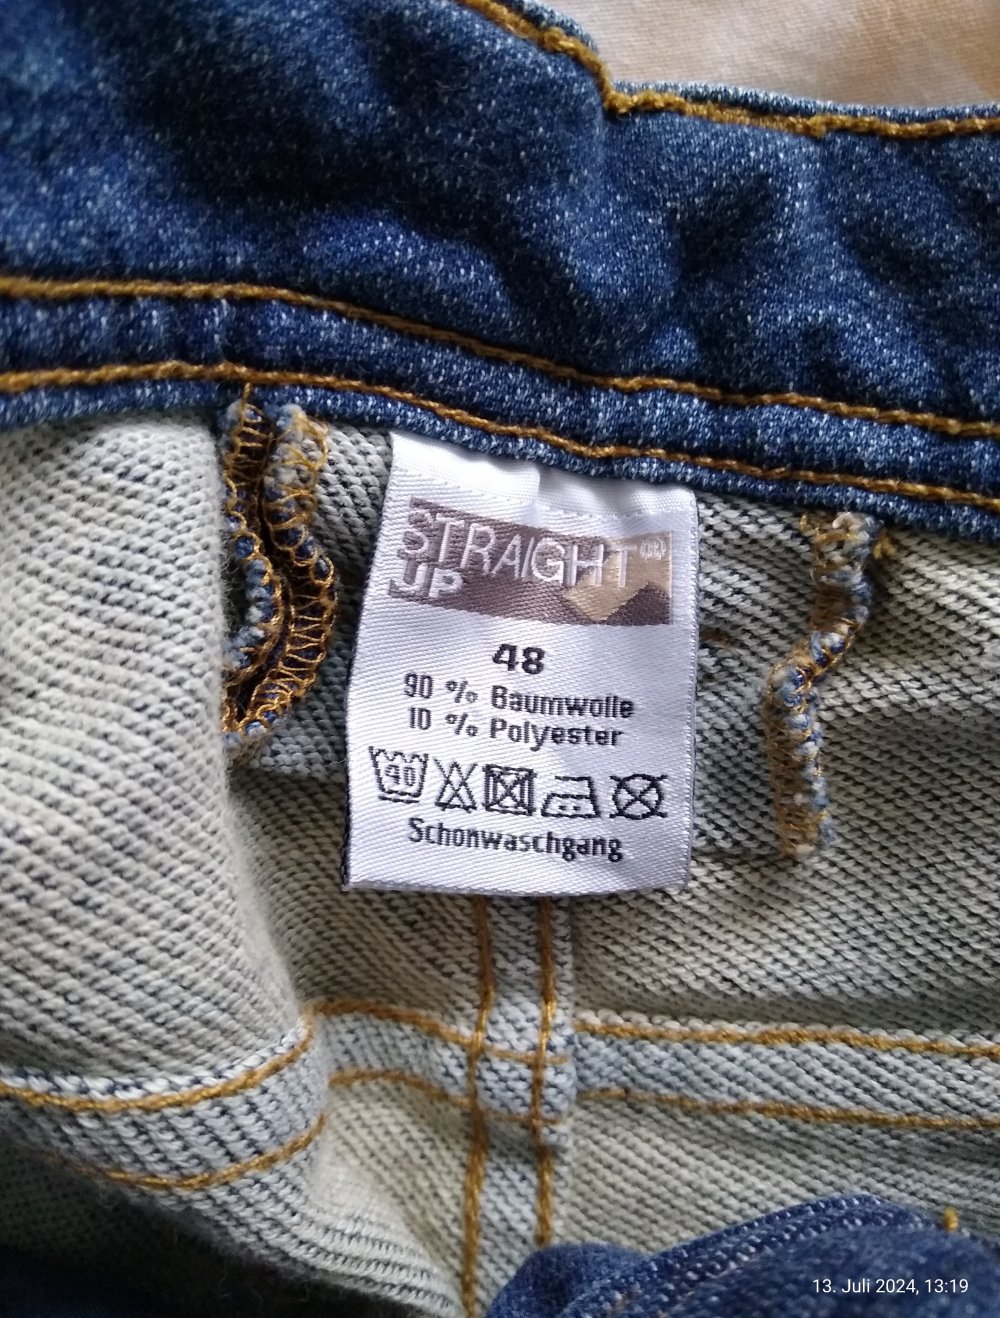 STRAIGHT
UP
48
90 % Baumwolle
10 % Polyester
40
Schonwaschgang
13. Juli 2024, 13:19